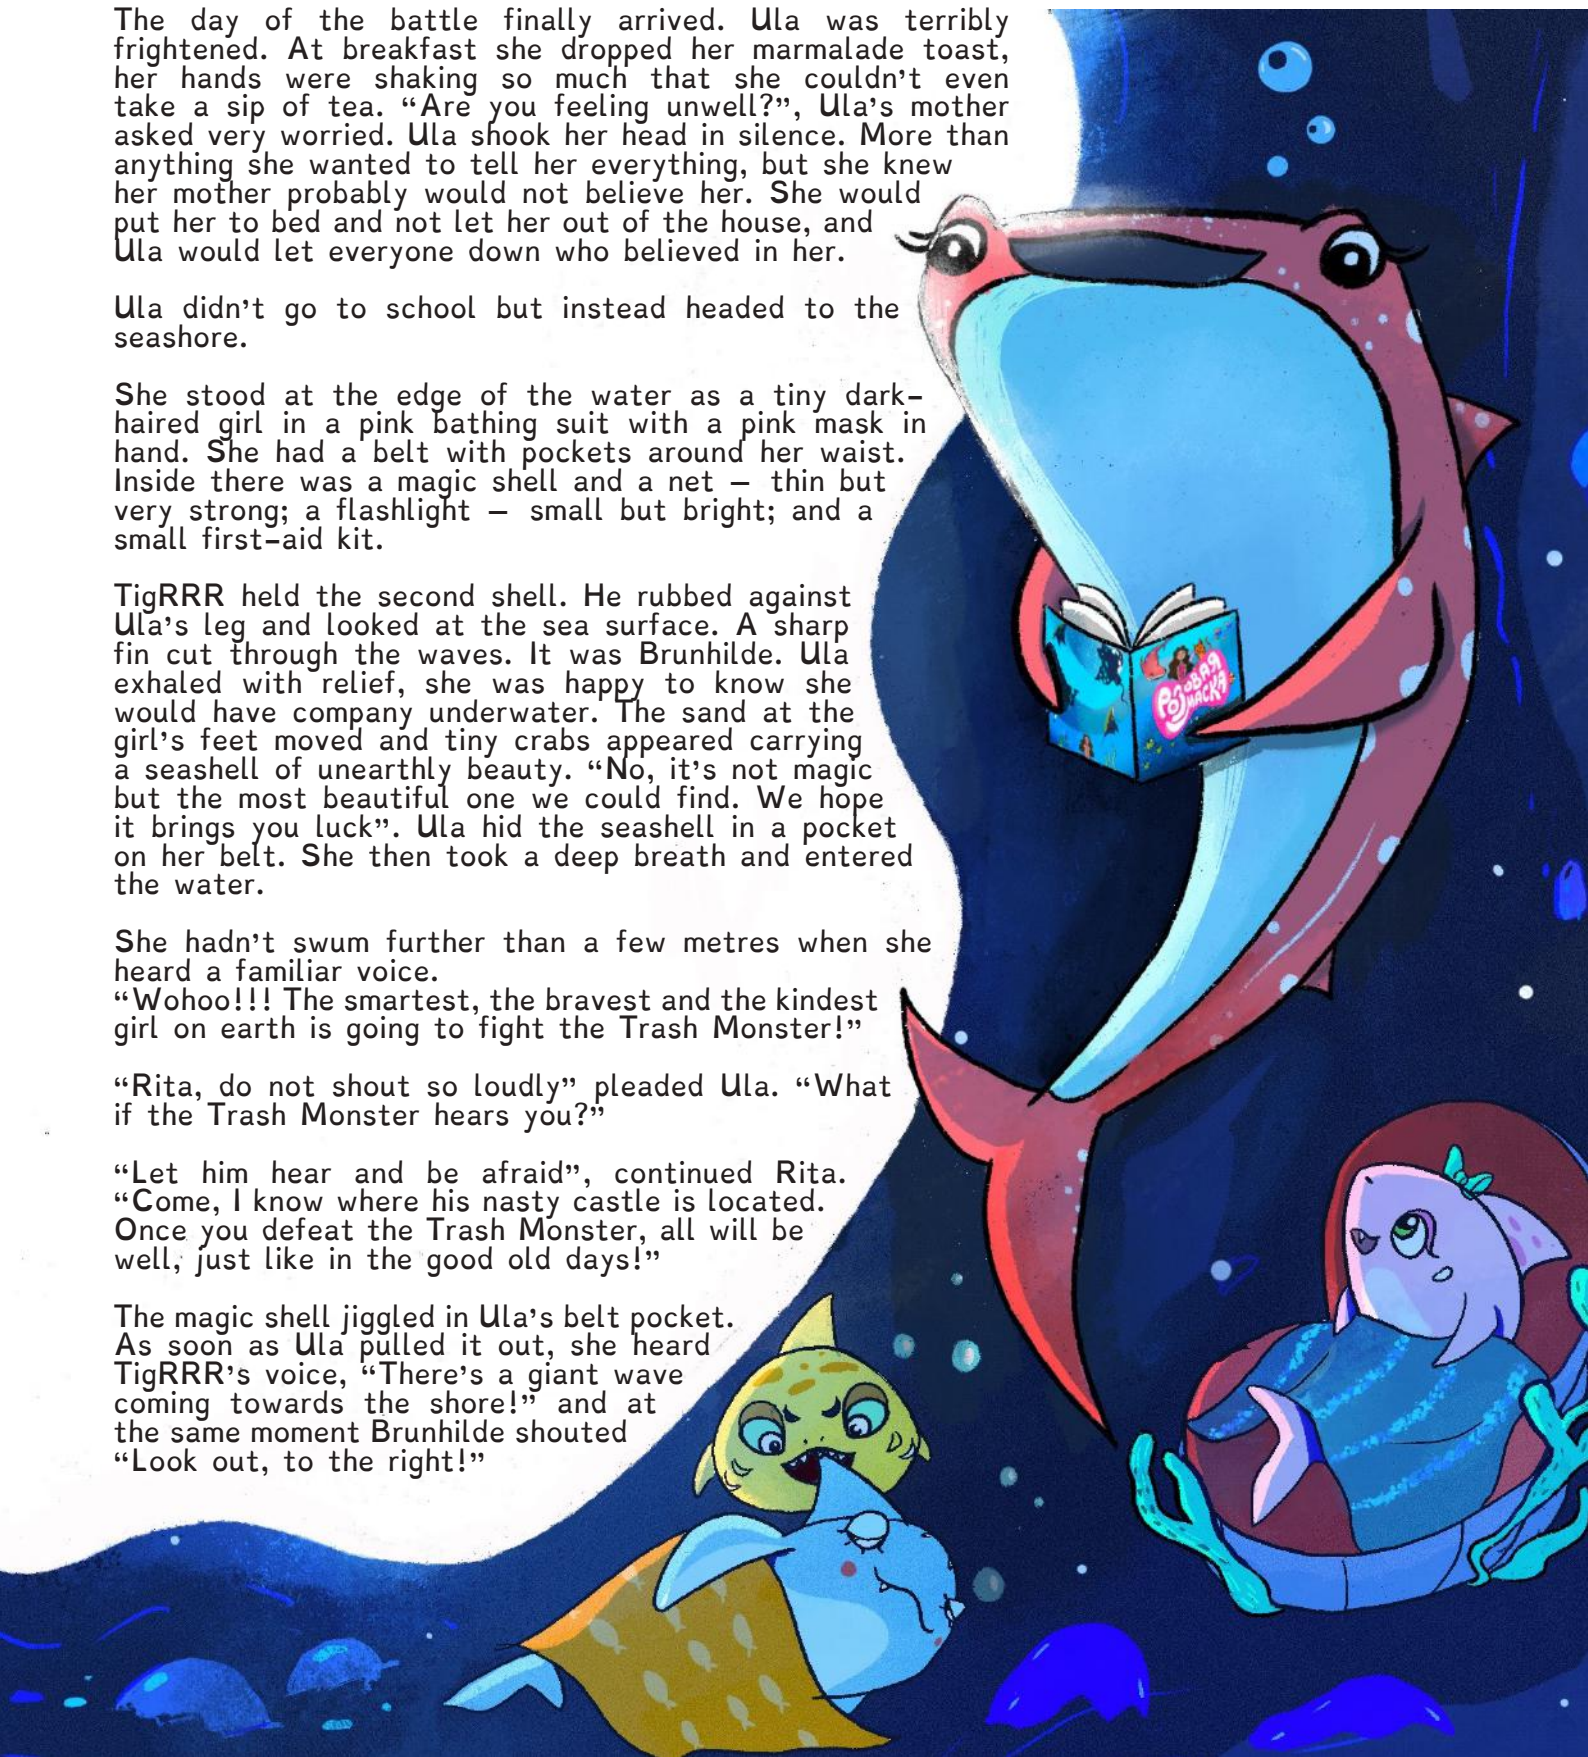 The day of the battle finally arrived. Ula was terribly
frightened. At breakfast she dropped her marmalade toast,
her hands were shaking so much that she couldn't even
take a sip of tea. “Are you feeling unwell?”, Ula's mother
asked very worried. Ula shook her head in silence. More than
anything she wanted to tell her everything, but she knew
her mother probably would not believe her. She would
put her to bed and not let her out of the house, and
Ula would let everyone down who believed in her.
Ula didn't go to school but instead headed to the
seashore.
She stood at the edge of the water as a tiny dark–
haired girl in a pink bathing suit with a pink mask in
hand. She had a belt with pockets around her waist.
Inside there was a magic shell and a net – thin but
very strong; a flashlight – small but bright; and a
small first–aid kit.
TigRRR held the second shell. He rubbed against
Ula's leg and looked at the sea surface. A sharp
fin cut through the waves. It was Brunhilde. Ula
exhaled with relief, she was happy to know she
would have company underwater. The sand at the
girl's feet moved and tiny crabs appeared carrying
a seashell of unearthly beauty. “No, it's not magic
but the most beautiful one we could find. We hope
it brings you luck”. Ula hid the seashell in a pocket
on her belt. She then took a deep breath and entered
the water.
She hadn't swum further than a few metres when she
heard a familiar voice.
“Wohoo!!! The smartest, the bravest and the kindest
girl on earth is going to fight the Trash Monster!”
“Rita, do not shout so loudly” pleaded Ula. “What
if the Trash Monster hears you?”
“Let him hear and be afraid”, continued Rita.
“Come, I know where his nasty castle is located.
Once you defeat the Trash Monster, all will be
well, just like in the good old days!”
The magic shell jiggled in Ula's belt pocket.
As soon as Ula pulled it out, she heard
TigRRR's voice, “There's a giant wave
coming towards the shore!” and at
the same moment Brunhilde shouted
“Look out, to the right!”
Розовая
маска